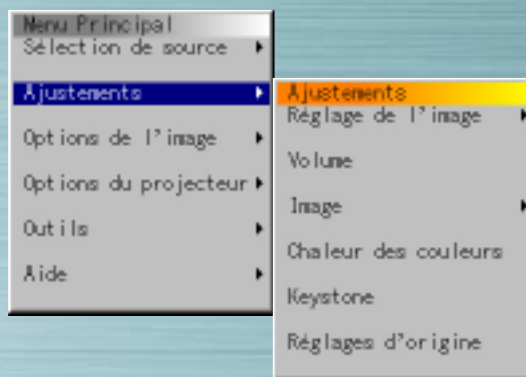 Menu Principal
Sélection de source
Ajustements
Options de l'image
Options du projecteur
Outils
Aide
Ajustements
Réglage de l'image
Volume
Image
Chaleur des couleurs
Keystone
Réglages d'origine